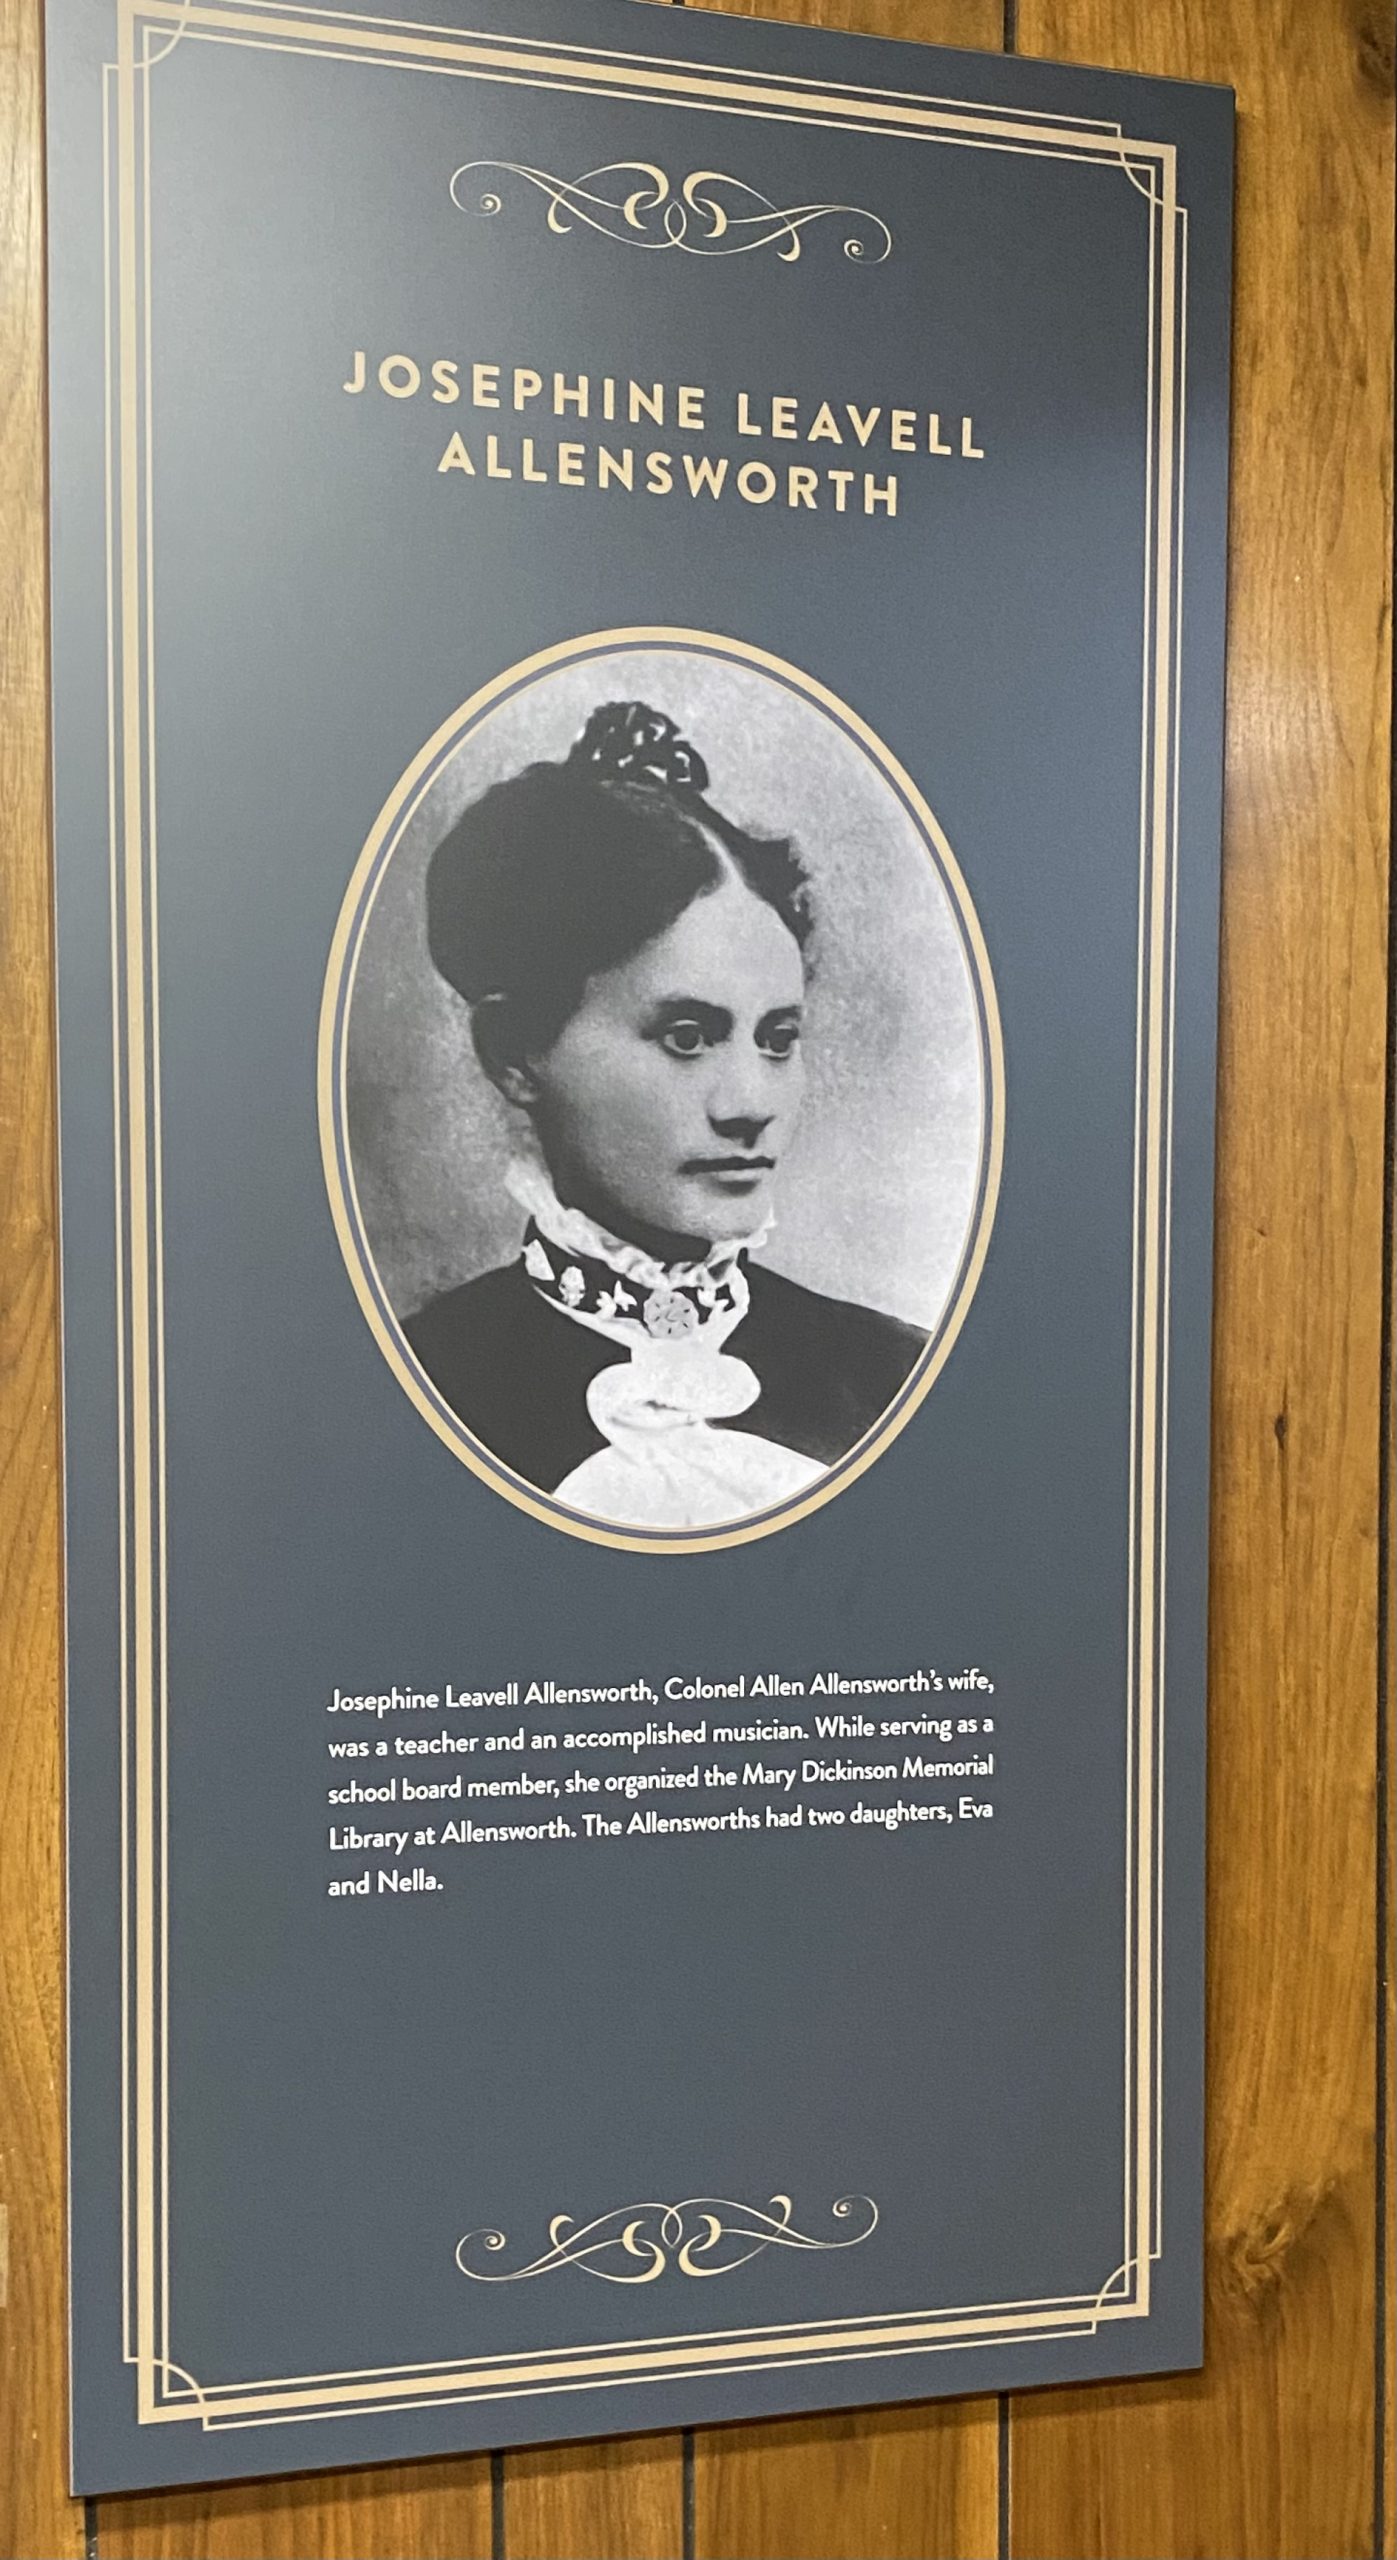 JOSEPHINE LEAVELL
ALLENSWORTH
Josephine Leavell Allensworth, Colonel Allen Allensworth's wife,
was a teacher and an accomplished musician. While serving as a
school board member, she organized the Mary Dickinson Memorial
Library at Allensworth. The Allensworths had two daughters, Eva
and Nella.